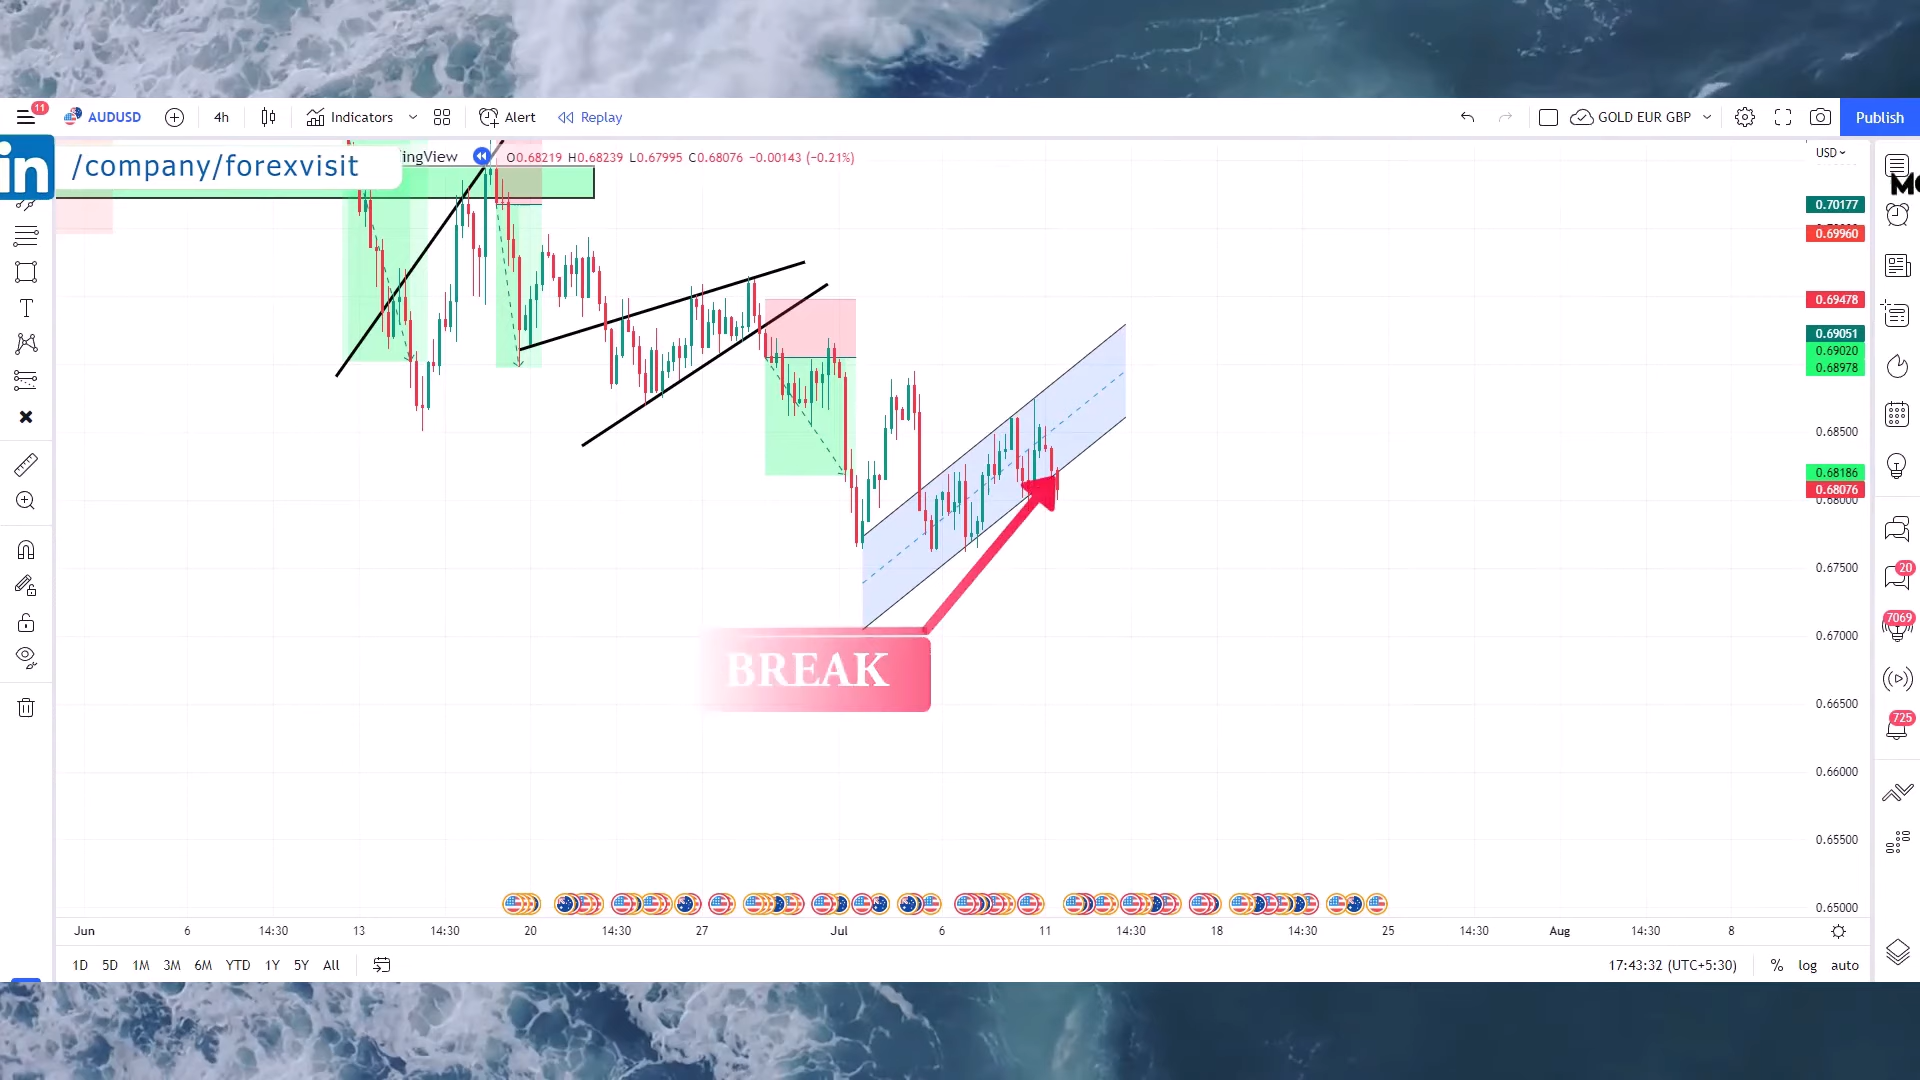 11
AUDUSD
4h
Indicators
Alert
Replay
GOLD EUR GBP
Publish
in
/company/forexvisit
ingView
O0.68219 H0.68239 L0.67995 C0.68076 −0.00143 (−0.21%)
USD
0.70177
0.69960
0.69478
0.69051
0.69020
0.68978
0.68500
0.68186
0.68076
0.68000
0.67500
0.67000
0.66500
0.66000
0.65500
0.65000
BREAK
20
7069
725
Jun 6 14:30 13 14:30 20 14:30 27 Jul 6 11 14:30 18 14:30 25 14:30 Aug 14:30 8
1D 5D 1M 3M 6M YTD 1Y 5Y All
17:43:32 (UTC+5:30) % log auto